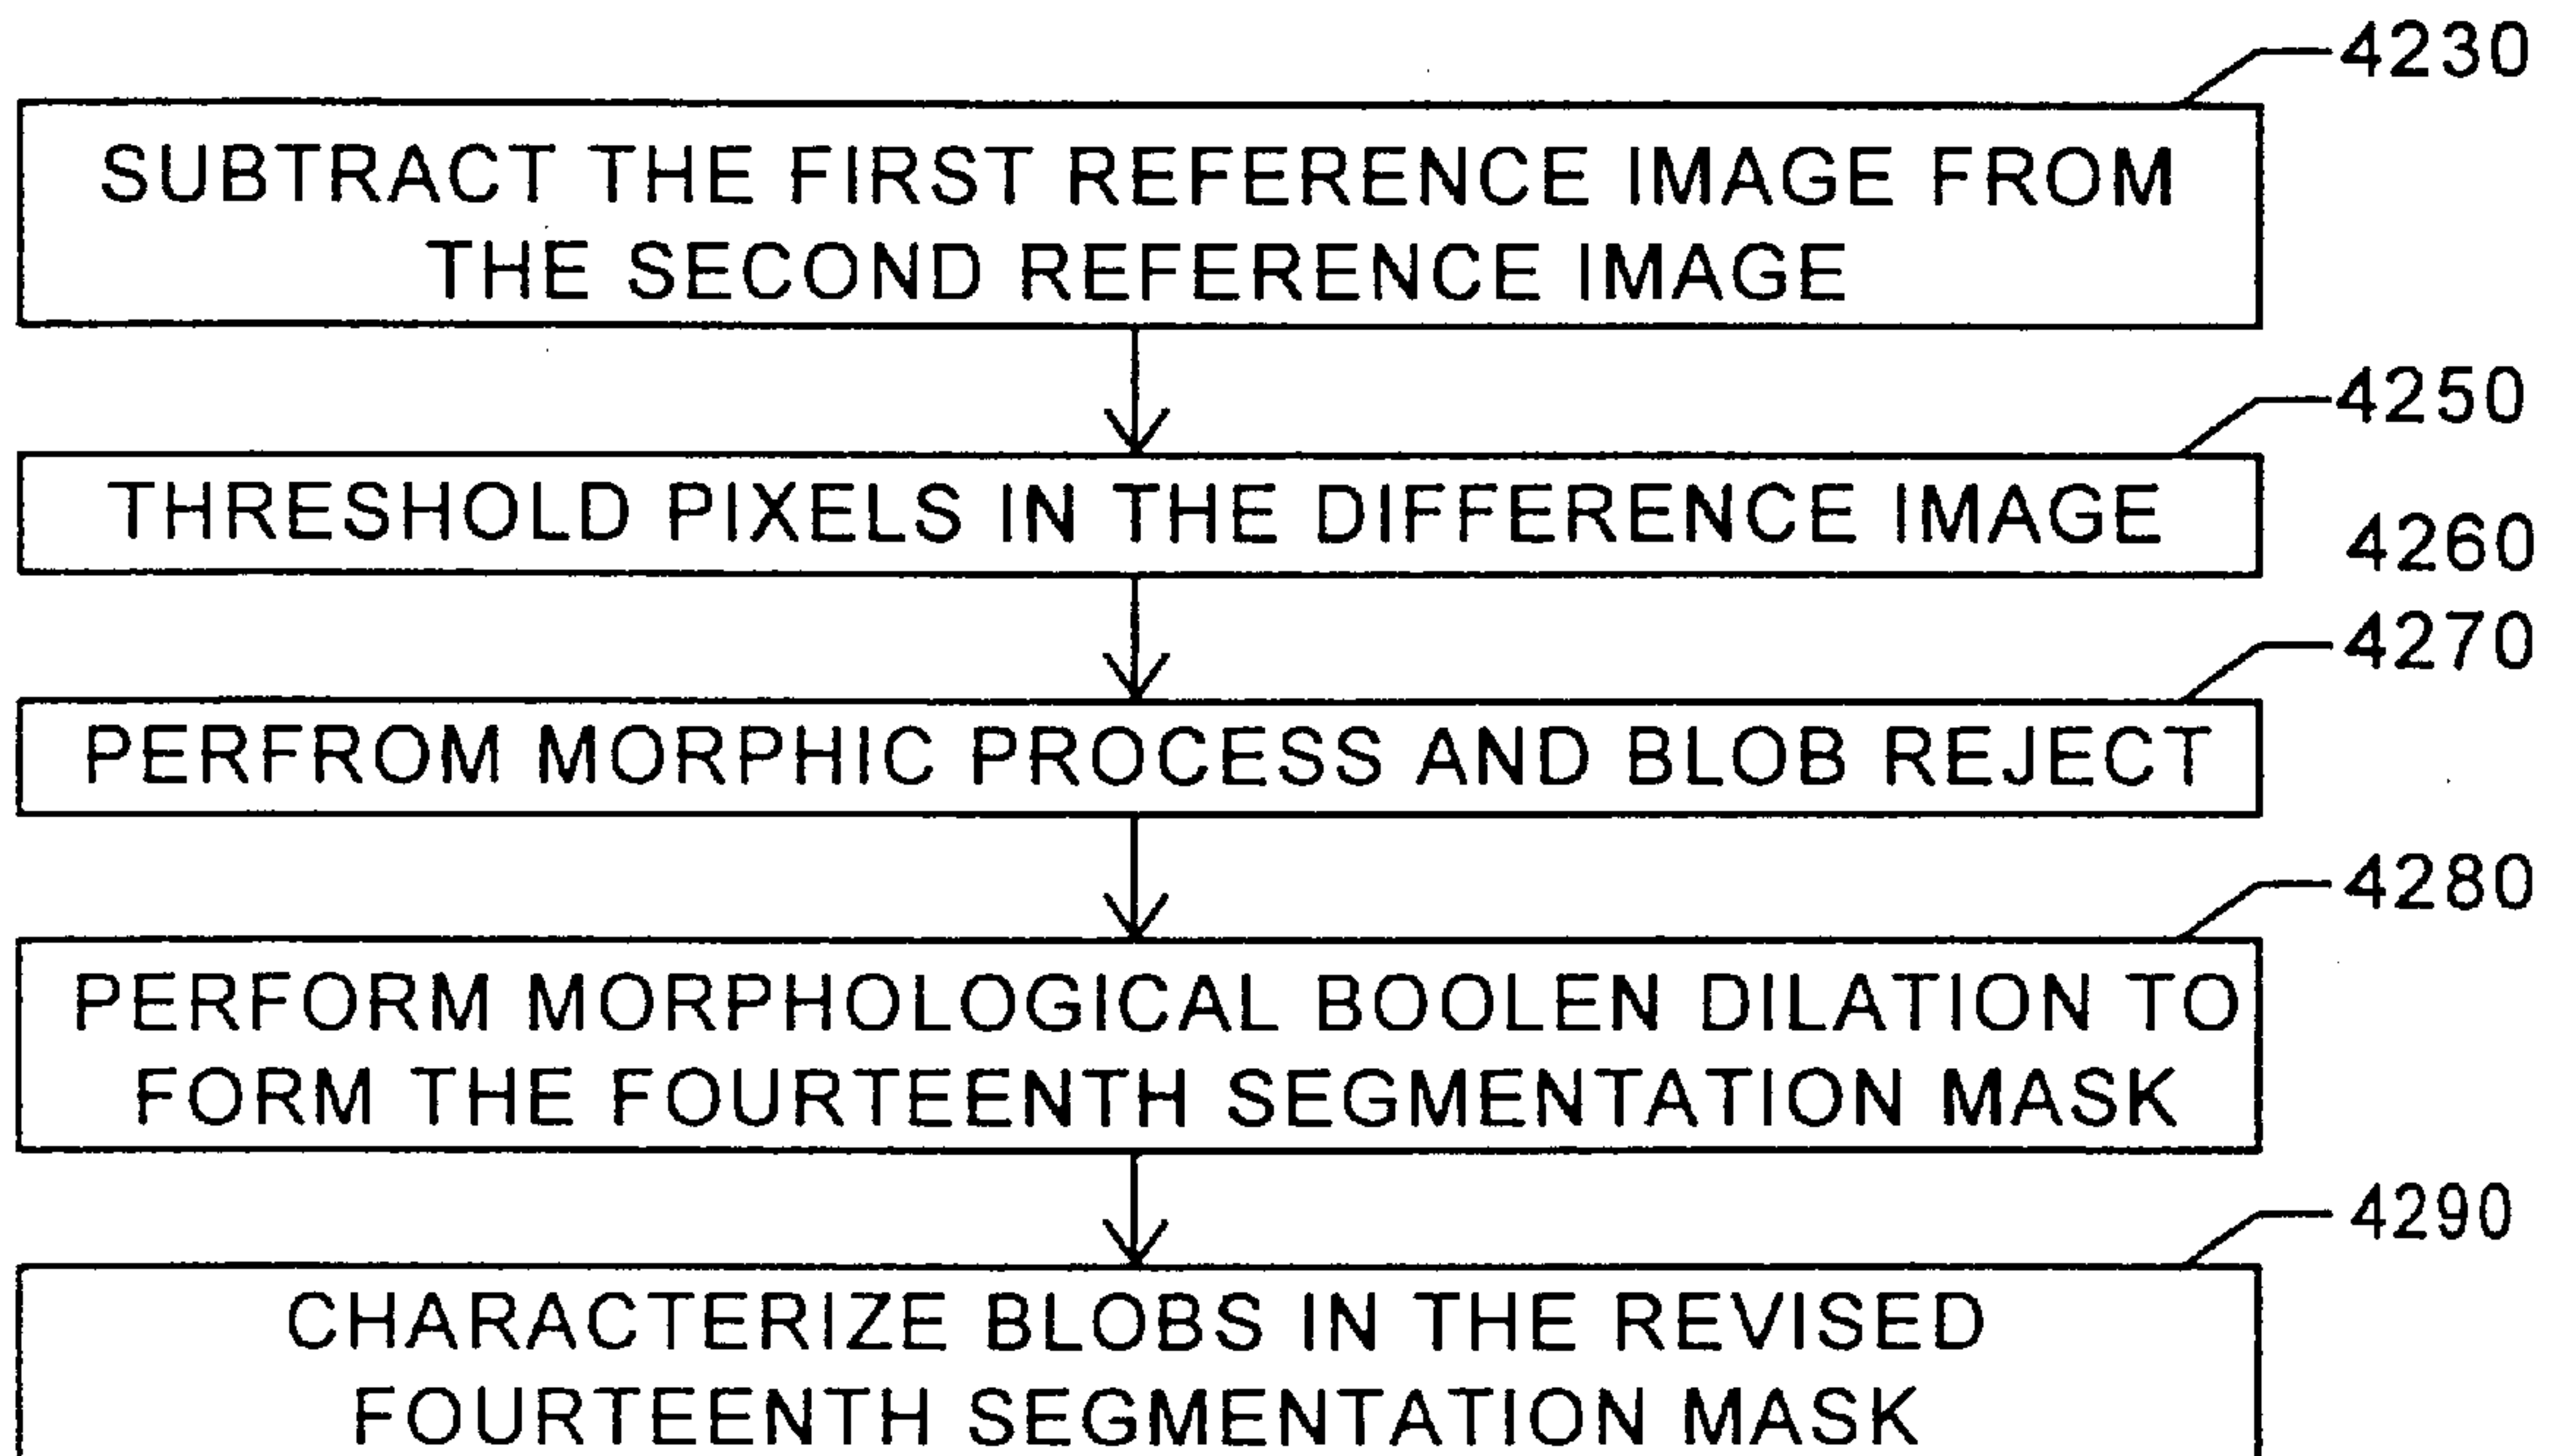 4230
SUBTRACT THE FIRST REFERENCE IMAGE FROM
THE SECOND REFERENCE IMAGE
4250
THRESHOLD PIXELS IN THE DIFFERENCE IMAGE
4260
4270
PERFROM MORPHIC PROCESS AND BLOB REJECT
4280
PERFORM MORPHOLOGICAL BOOLEN DILATION TO
FORM THE FOURTEENTH SEGMENTATION MASK
4290
CHARACTERIZE BLOBS IN THE REVISED
FOURTEENTH SEGMENTATION MASK